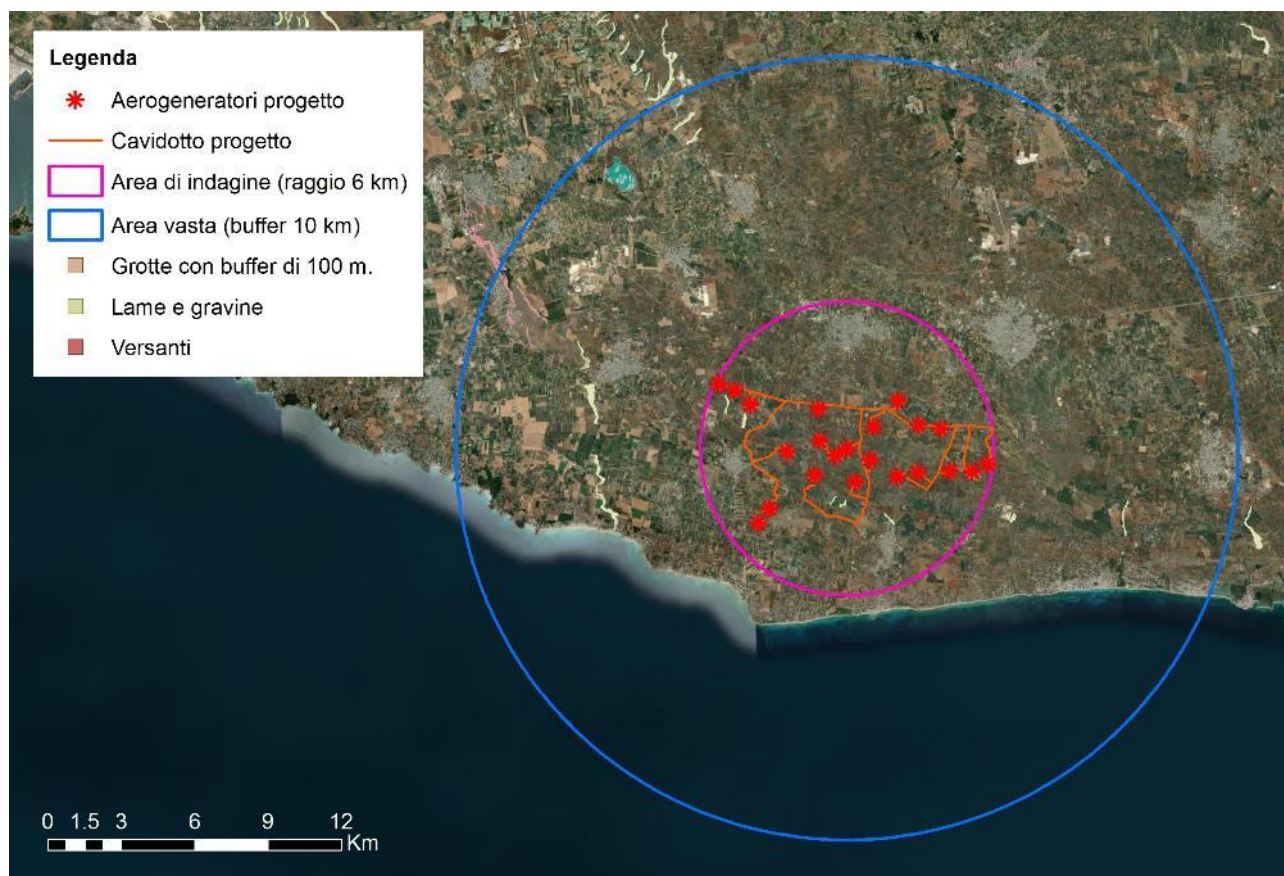 Legenda
Aerogeneratori progetto
Cavidotto progetto
Area di indagine (raggio 6 km)
Area vasta (buffer 10 km)
Grotte con buffer di 100 m.
Lame e gravine
Versanti
0 1.5 3 6 9 12
Km